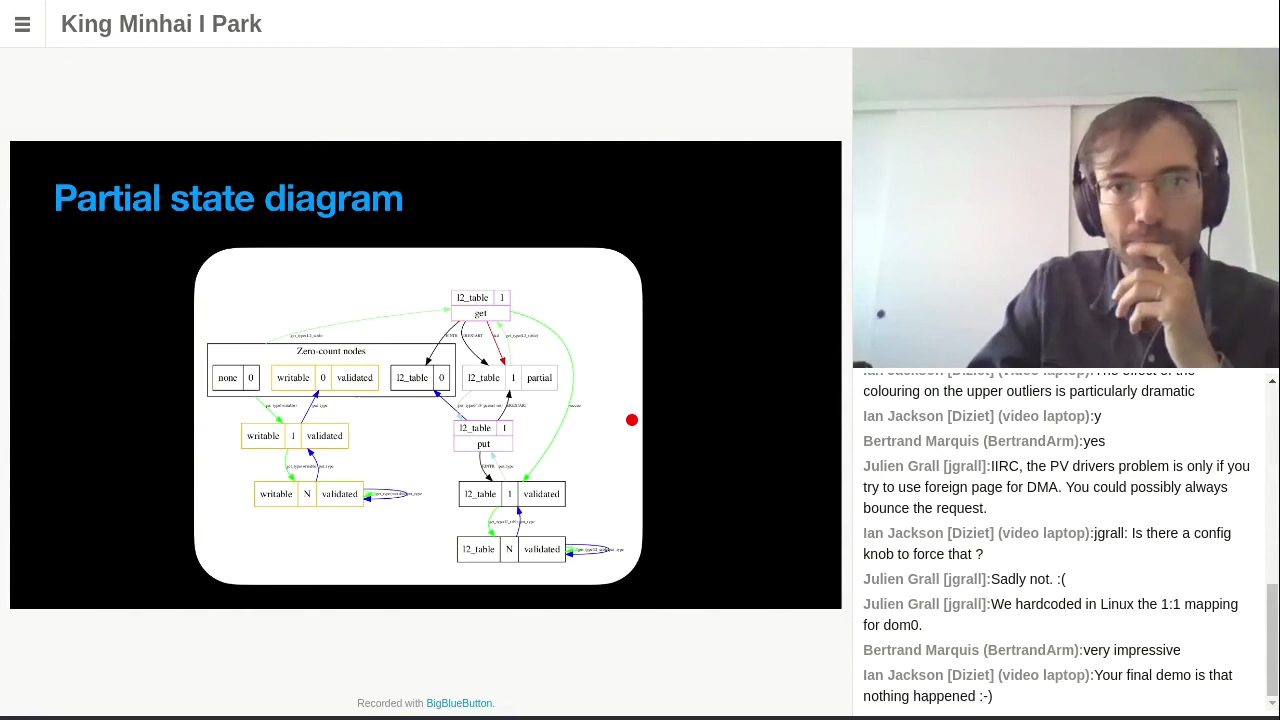 King Minhai I Park
Partial state diagram
l2_table 1
get
Zero-count nodes
none 0
writable 0 validated
l2_table 0
l2_table 1 partial
writable 1 validated
l2_table 1
put
writable N validated
l2_table 1 validated
l2_table N validated
colouring on the upper outliers is particularly dramatic
Ian Jackson [Diziet] (video laptop):y
Bertrand Marquis (BertrandArm):yes
Julien Grall [jgrall]:IIRC, the PV drivers problem is only if you
try to use foreign page for DMA. You could possibly always
bounce the request.
Ian Jackson [Diziet] (video laptop):jgrall: Is there a config
knob to force that ?
Julien Grall [jgrall]:Sadly not. :(
Julien Grall [jgrall]:We hardcoded in Linux the 1:1 mapping
for dom0.
Bertrand Marquis (BertrandArm):very impressive
Ian Jackson [Diziet] (video laptop):Your final demo is that
nothing happened :-)
Recorded with BigBlueButton.